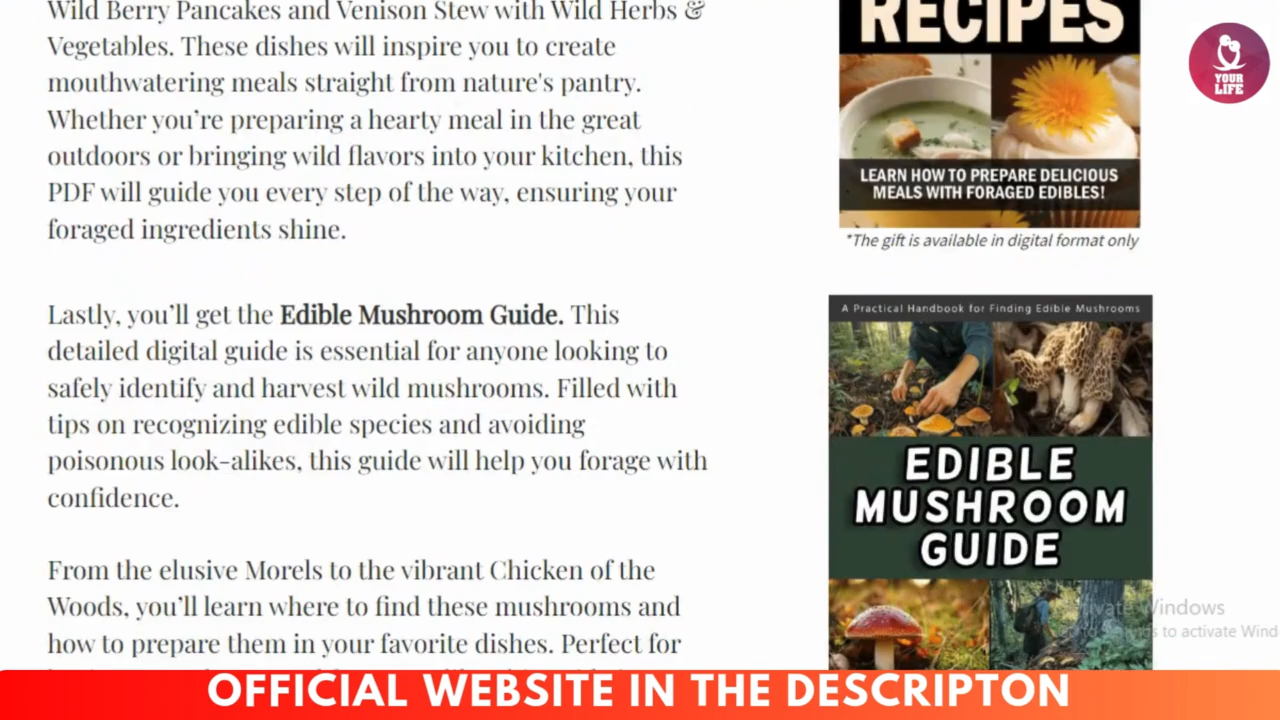 Wild Berry Pancakes and Venison Stew with Wild Herbs &
Vegetables. These dishes will inspire you to create
mouthwatering meals straight from nature's pantry.
Whether you're preparing a hearty meal in the great
outdoors or bringing wild flavors into your kitchen, this
PDF will guide you every step of the way, ensuring your
foraged ingredients shine.
Lastly, you'll get the Edible Mushroom Guide. This
detailed digital guide is essential for anyone looking to
safely identify and harvest wild mushrooms. Filled with
tips on recognizing edible species and avoiding
poisonous look-alikes, this guide will help you forage with
confidence.
From the elusive Morels to the vibrant Chicken of the
Woods, you'll learn where to find these mushrooms and
how to prepare them in your favorite dishes. Perfect for
RECIPES
LEARN HOW TO PREPARE DELICIOUS
MEALS WITH FORAGED EDIBLES!
*The gift is available in digital format only
A Practical Handbook for Finding Edible Mushrooms
EDIBLE
MUSHROOM
GUIDE
YOUR
LIFE
Windows
to activate Wind
OFFICIAL WEBSITE IN THE DESCRIPTON